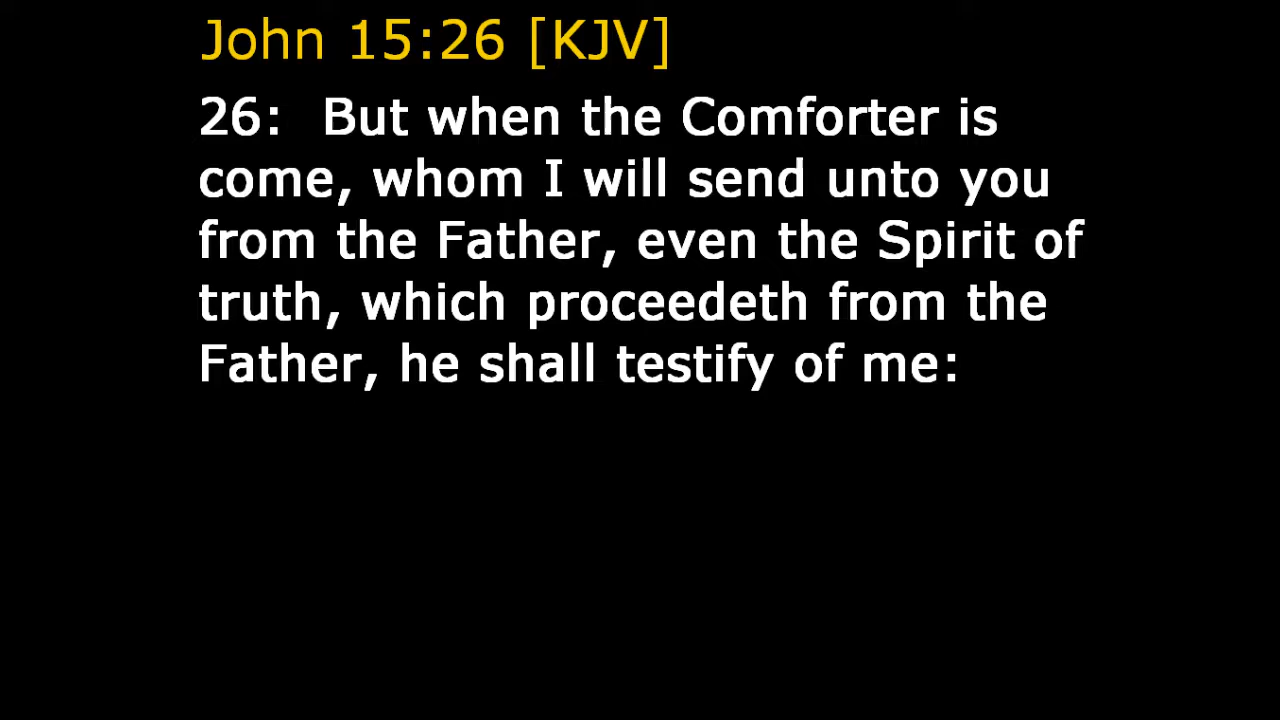 John 15:26 [KJV]
26:  But when the Comforter is
come, whom I will send unto you
from the Father, even the Spirit of
truth, which proceedeth from the
Father, he shall testify of me: